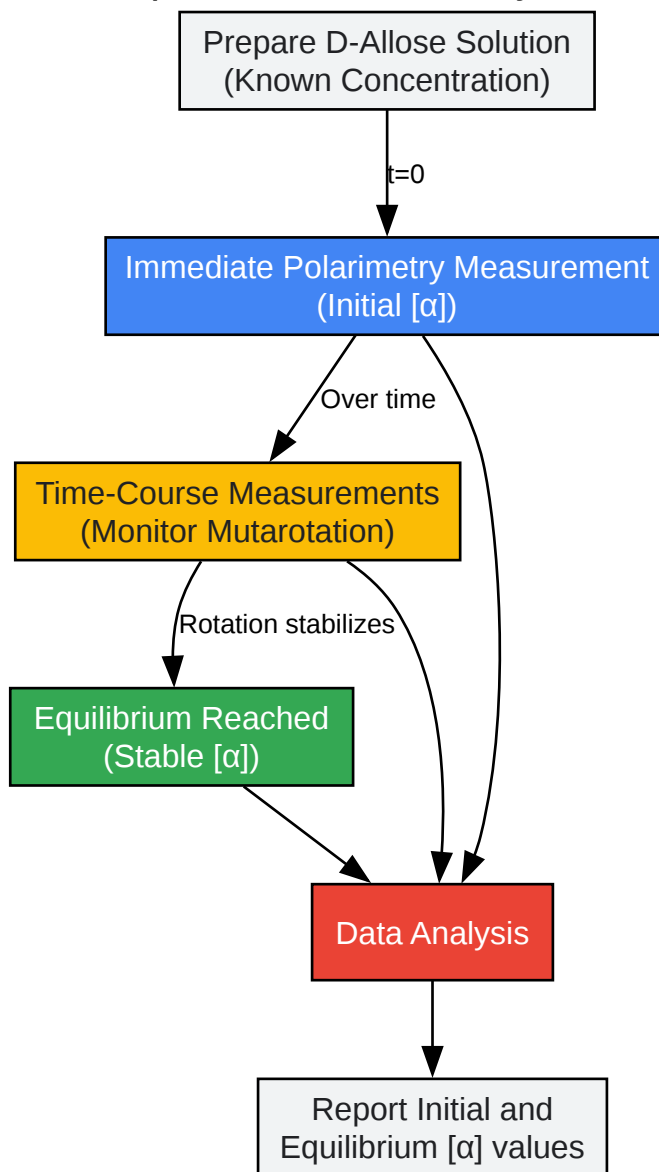 Prepare D-Allose Solution
(Known Concentration)
t=0
Immediate Polarimetry Measurement
(Initial [α])
Over time
Time-Course Measurements
(Monitor Mutarotation)
Rotation stabilizes
Equilibrium Reached
(Stable [α])
Data Analysis
Report Initial and
Equilibrium [α] values